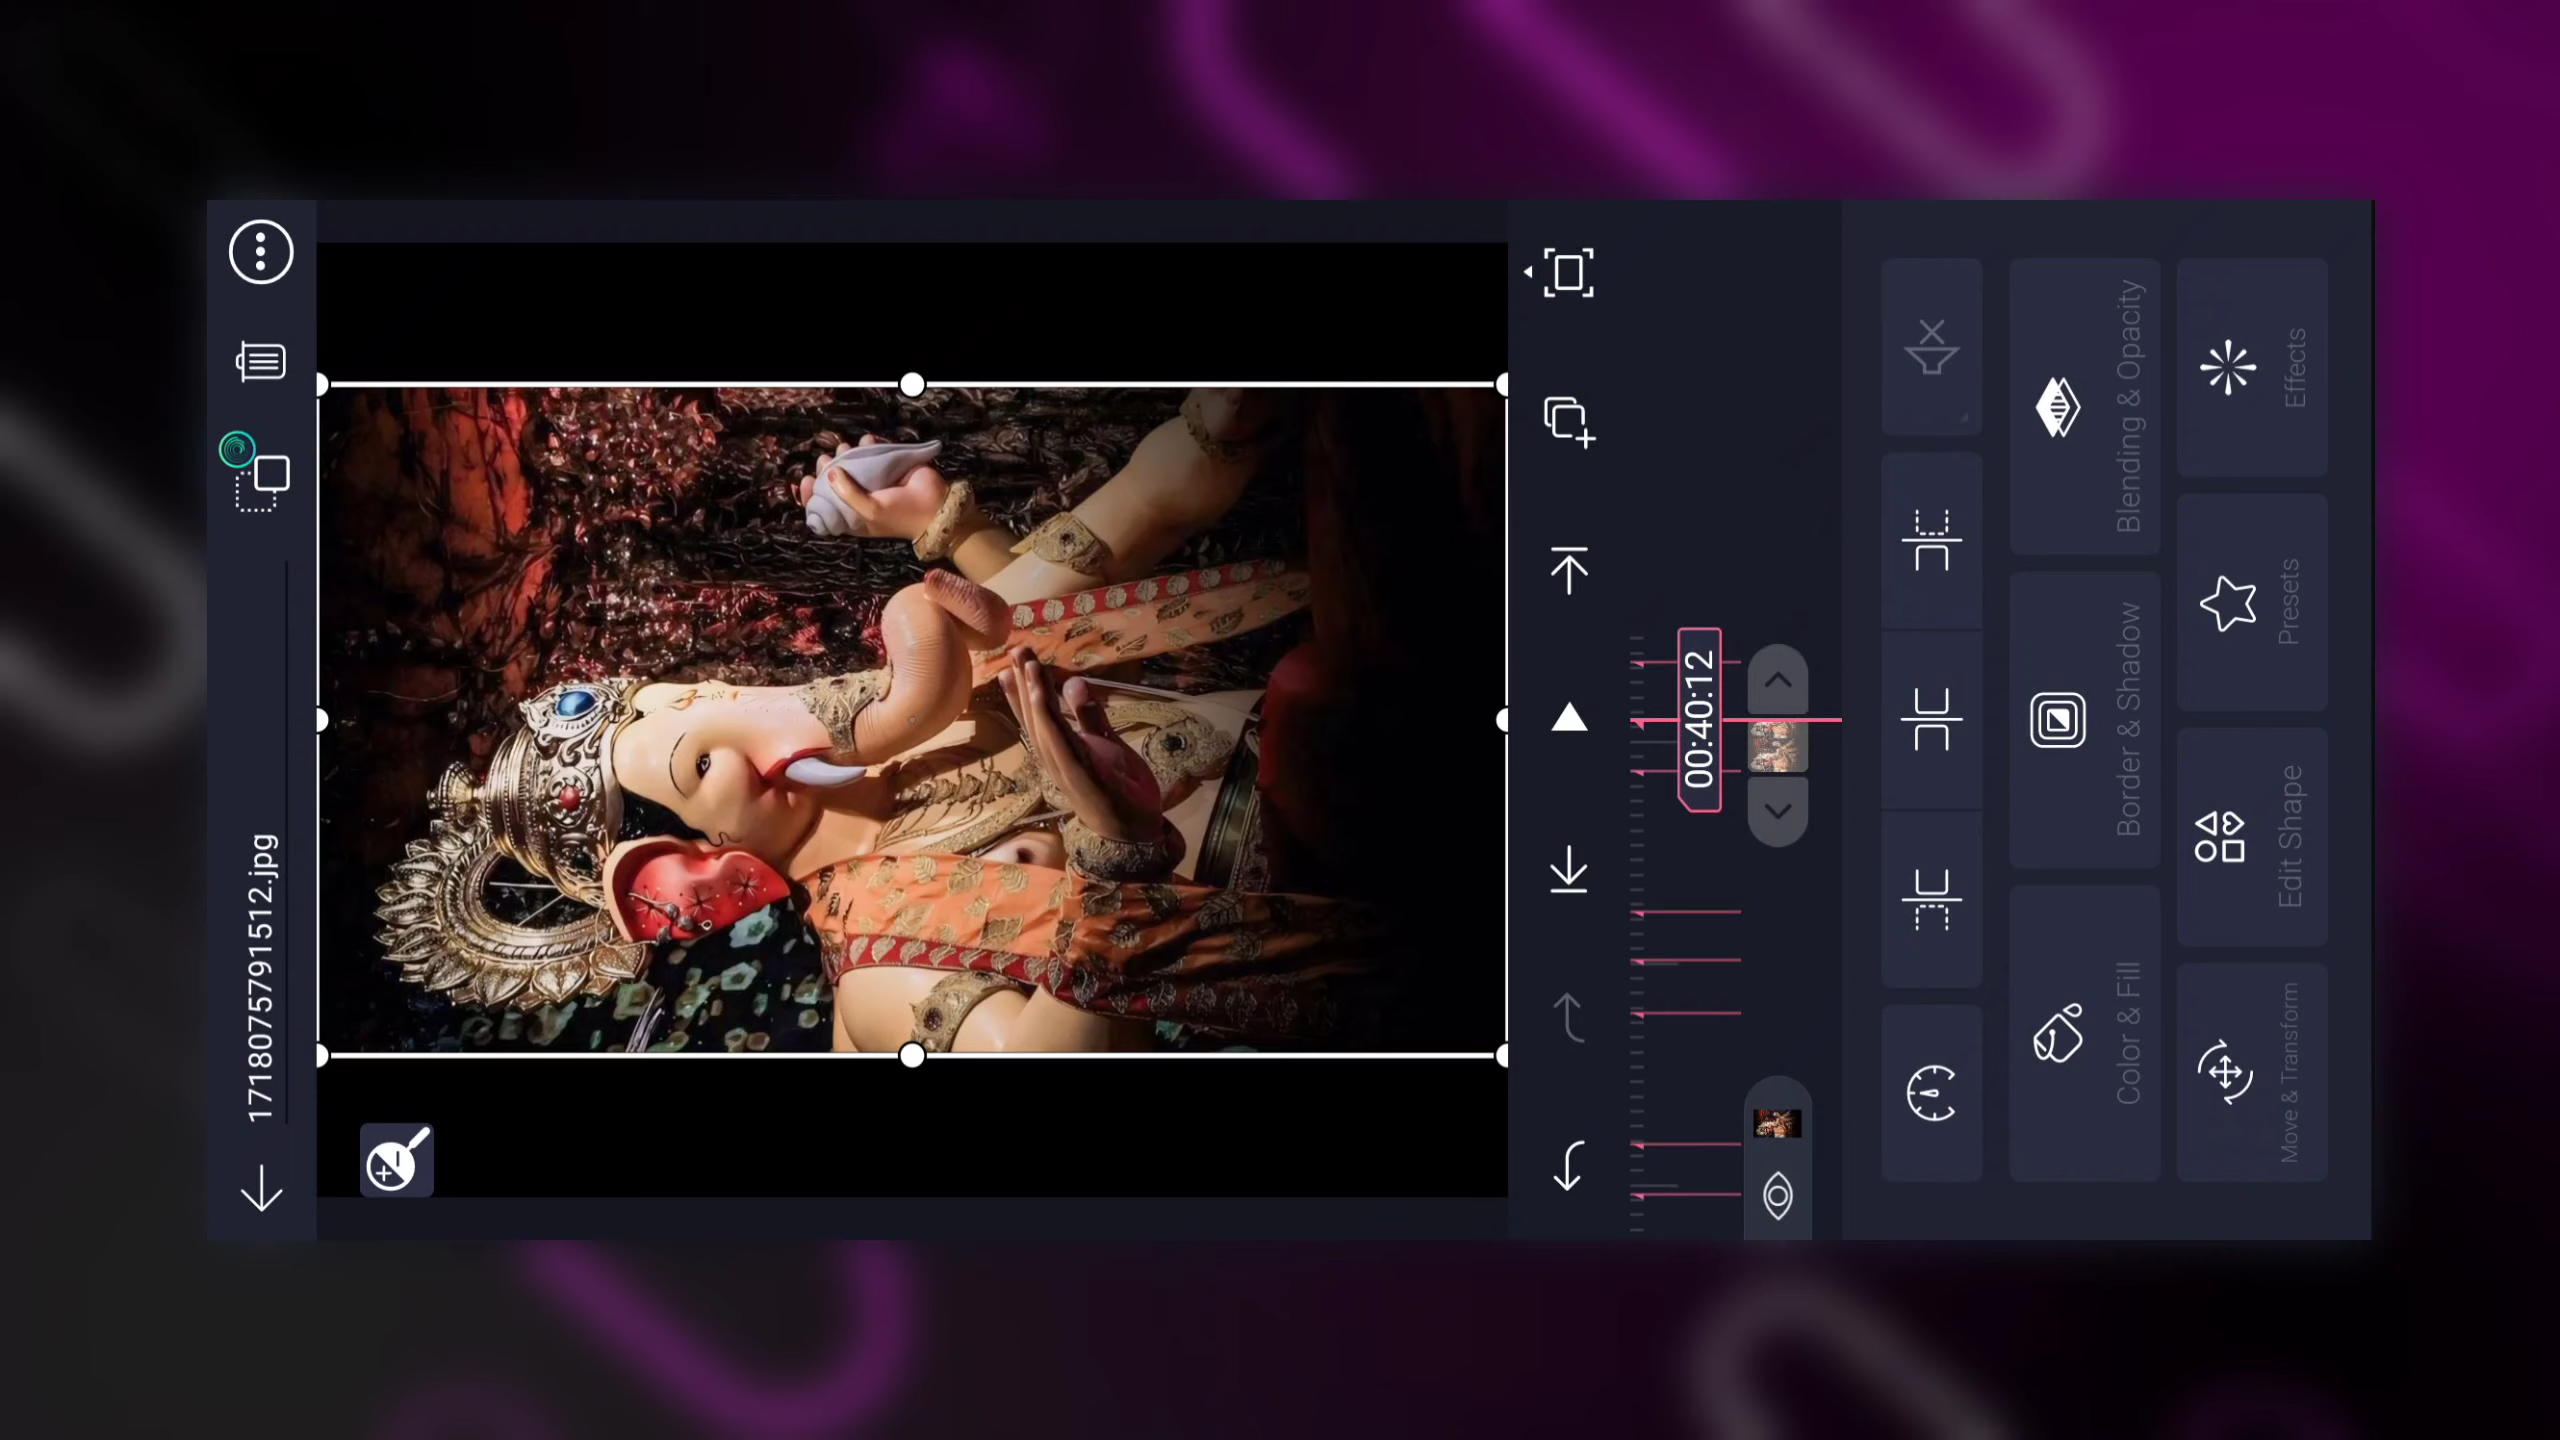 1718075791512.jpg
00:40:12
Color & Fill
Border & Shadow
Blending & Opacity
Move & Transform
Edit Shape
Presets
Effects